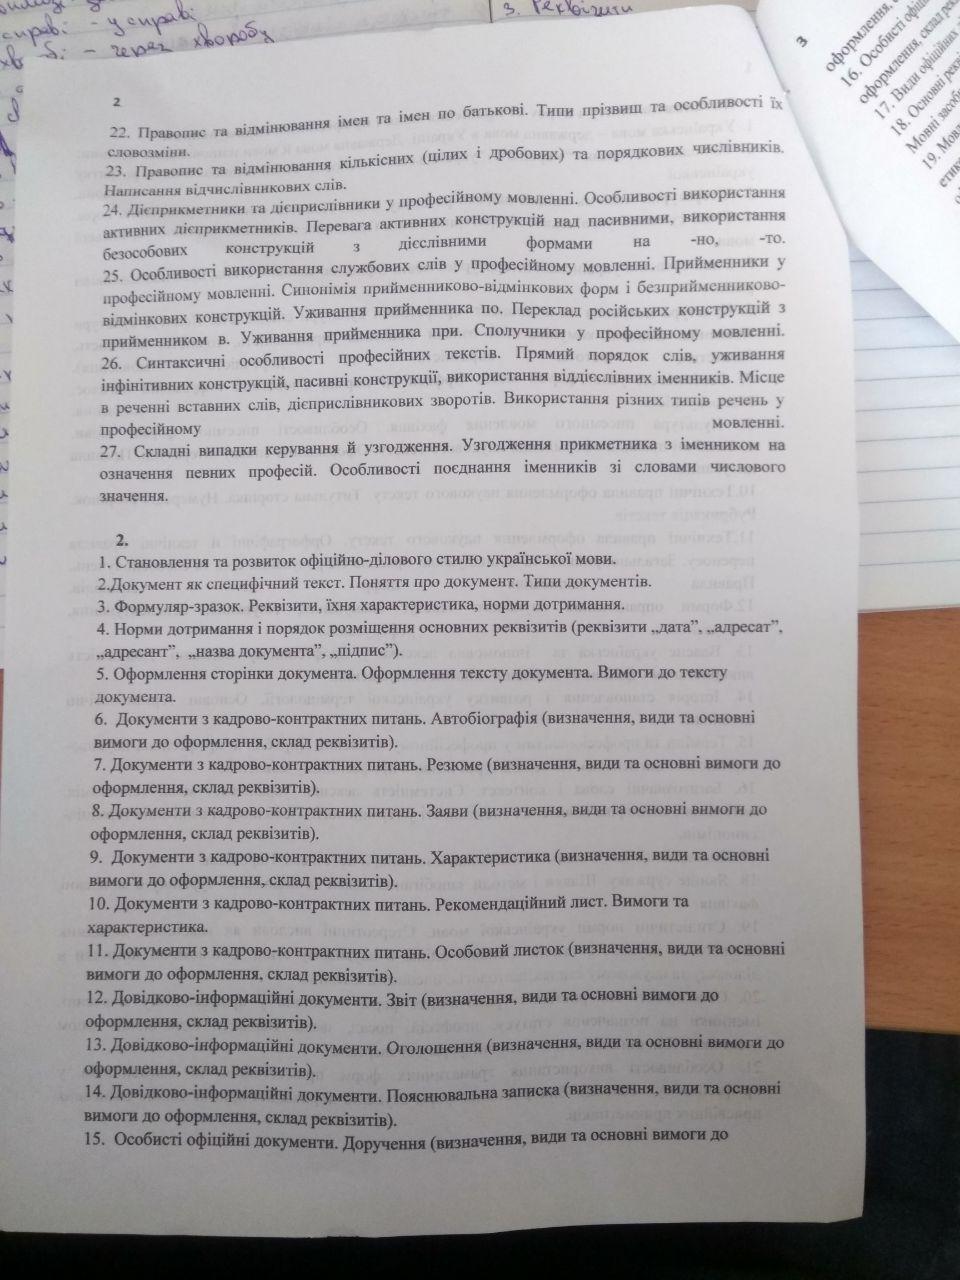 справі - у справі
- через хворобу
3. Реквізити
2
22. Правопис та відмінювання імен та імен по батькові. Типи прізвищ та особливості їх
словозміни.
23. Правопис та відмінювання кількісних (цілих і дробових) та порядкових числівників.
Написання відчислівникових слів.
24. Дієприкметники та дієприслівники у професійному мовленні. Особливості використання
активних дієприкметників. Перевага активних конструкцій над пасивними, використання
безособових конструкцій з дієслівними формами на -но, -то.
25. Особливості використання службових слів у професійному мовленні. Прийменники у
професійному мовленні. Синонімія прийменниково-відмінкових форм і безприйменниково-
відмінкових конструкцій. Уживання прийменника по. Переклад російських конструкцій з
прийменником в. Уживання прийменника при. Сполучники у професійному мовленні.
26. Синтаксичні особливості професійних текстів. Прямий порядок слів, уживання
інфінітивних конструкцій, пасивні конструкції, використання віддієслівних іменників. Місце
в реченні вставних слів, дієприслівникових зворотів. Використання різних типів речень у
професійному мовленні.
27. Складні випадки керування й узгодження. Узгодження прикметника з іменником на
означення певних професій. Особливості поєднання іменників зі словами числового
значення.
2.
1. Становлення та розвиток офіційно-ділового стилю української мови.
2.Документ як специфічний текст. Поняття про документ. Типи документів.
3. Формуляр-зразок. Реквізити, їхня характеристика, норми дотримання.
4. Норми дотримання і порядок розміщення основних реквізитів (реквізити „дата”, „адресат”,
„адресант”, „назва документа”, „підпис”).
5. Оформлення сторінки документа. Оформлення тексту документа. Вимоги до тексту
документа.
6. Документи з кадрово-контрактних питань. Автобіографія (визначення, види та основні
вимоги до оформлення, склад реквізитів).
7. Документи з кадрово-контрактних питань. Резюме (визначення, види та основні вимоги до
оформлення, склад реквізитів).
8. Документи з кадрово-контрактних питань. Заяви (визначення, види та основні вимоги до
оформлення, склад реквізитів).
9. Документи з кадрово-контрактних питань. Характеристика (визначення, види та основні
вимоги до оформлення, склад реквізитів).
10. Документи з кадрово-контрактних питань. Рекомендаційний лист. Вимоги та
характеристика.
11. Документи з кадрово-контрактних питань. Особовий листок (визначення, види та основні
вимоги до оформлення, склад реквізитів).
12. Довідково-інформаційні документи. Звіт (визначення, види та основні вимоги до
оформлення, склад реквізитів).
13. Довідково-інформаційні документи. Оголошення (визначення, види та основні вимоги до
оформлення, склад реквізитів).
14. Довідково-інформаційні документи. Пояснювальна записка (визначення, види та основні
вимоги до оформлення, склад реквізитів).
15. Особисті офіційні документи. Доручення (визначення, види та основні вимоги до
3
оформлення,
16. Особисті
оформлення, склад
17. Види офіційних
18. Основні
Мовні
19.